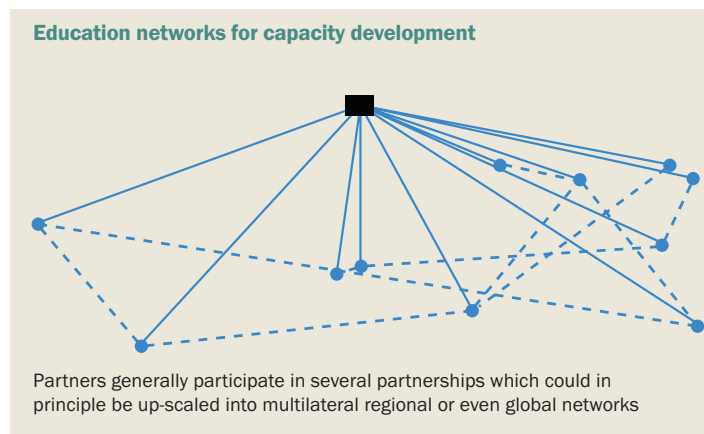 Education networks for capacity development
Partners generally participate in several partnerships which could in
principle be up-scaled into multilateral regional or even global networks